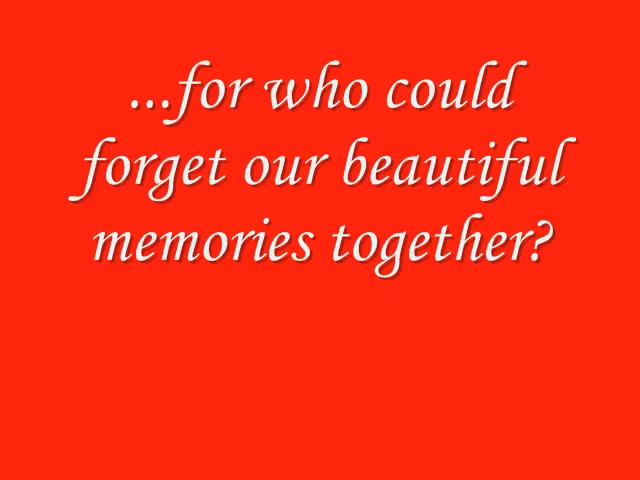 ...for who could
forget our beautiful
memories together?